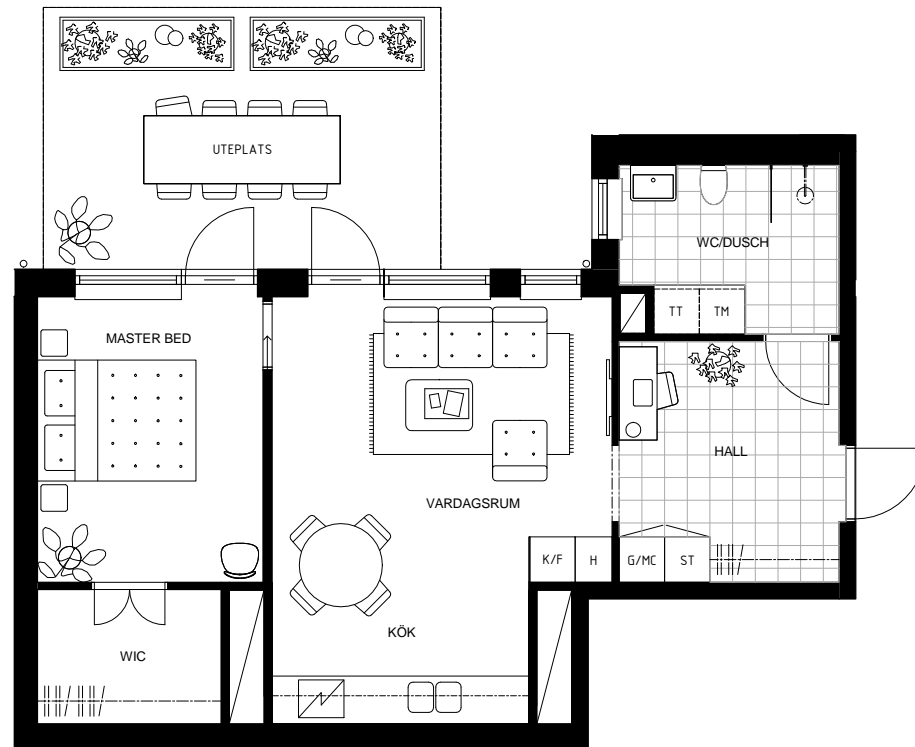 UTEPLATS
WC/DUSCH
TT
TM
MASTER BED
HALL
VARDAGSRUM
K/F
H
G/MC
ST
KÖK
WIC